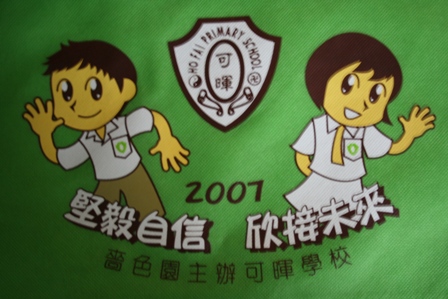 HO FAI PRIMARY SCHOOL
可
暉
2007
堅毅自信 欣接未來
嗇色園主辦可暉學校